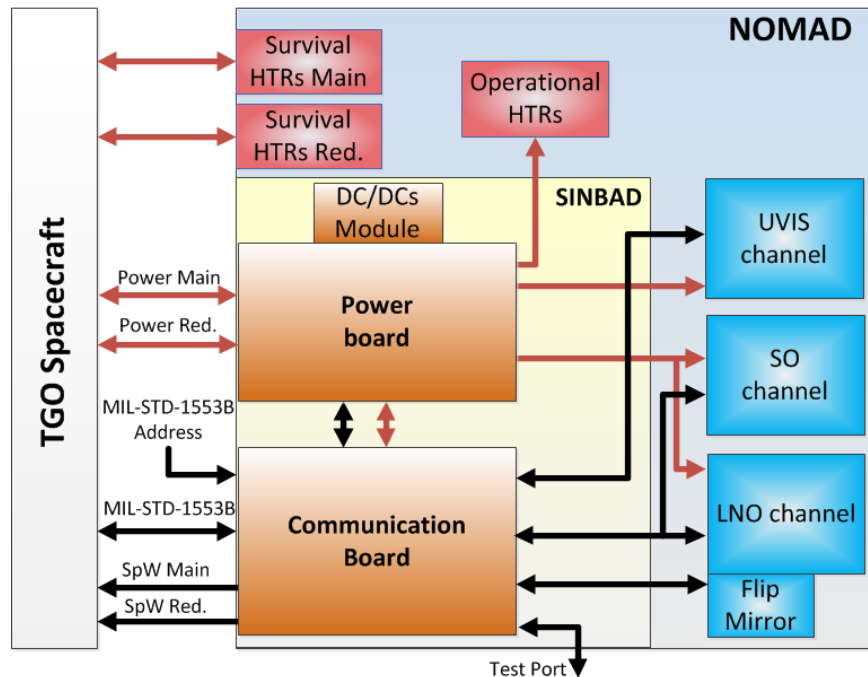 NOMAD
TGO Spacecraft
Survival
HTRs Main
Survival
HTRs Red.
Operational
HTRs
SINBAD
DC/DCs
Module
Power Main
Power Red.
Power
board
UVIS
channel
SO
channel
MIL-STD-1553B
Address
MIL-STD-1553B
SpW Main
SpW Red.
Communication
Board
LNO channel
Flip
Mirror
Test Port